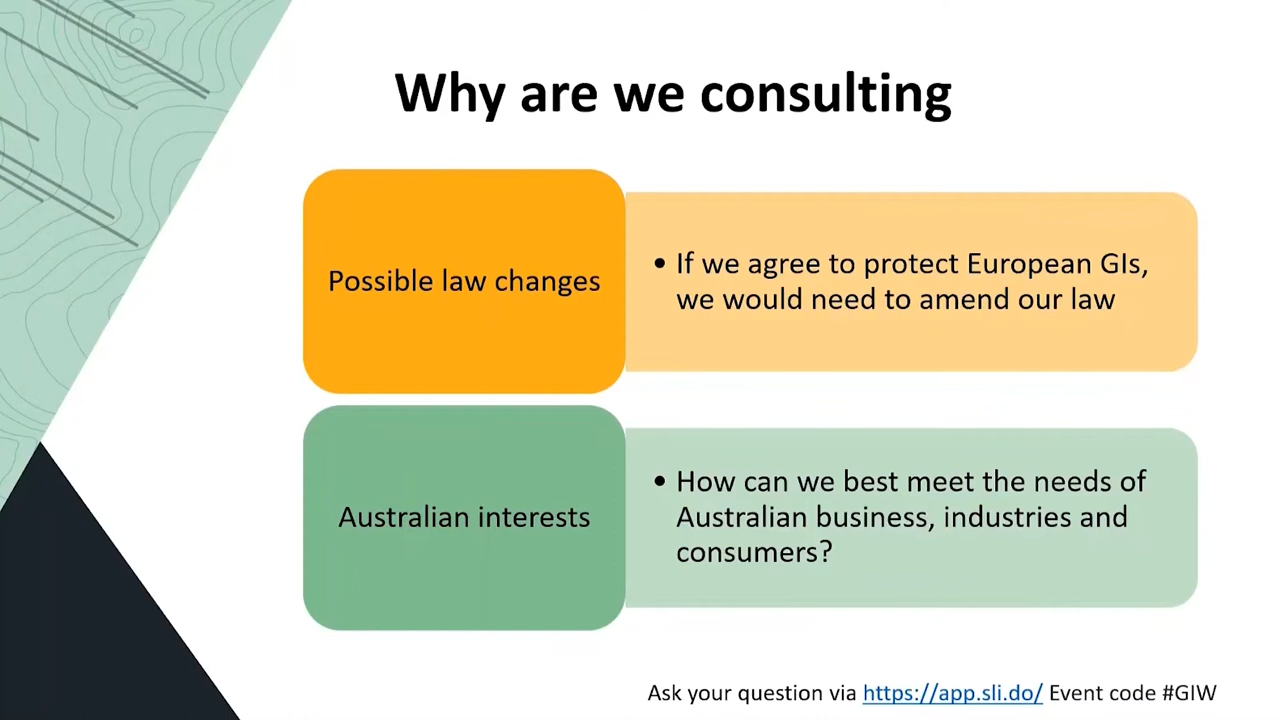 Why are we consulting
Possible law changes
• If we agree to protect European GIs,
we would need to amend our law
Australian interests
• How can we best meet the needs of
Australian business, industries and
consumers?
Ask your question via https://app.sli.do/ Event code #GIW